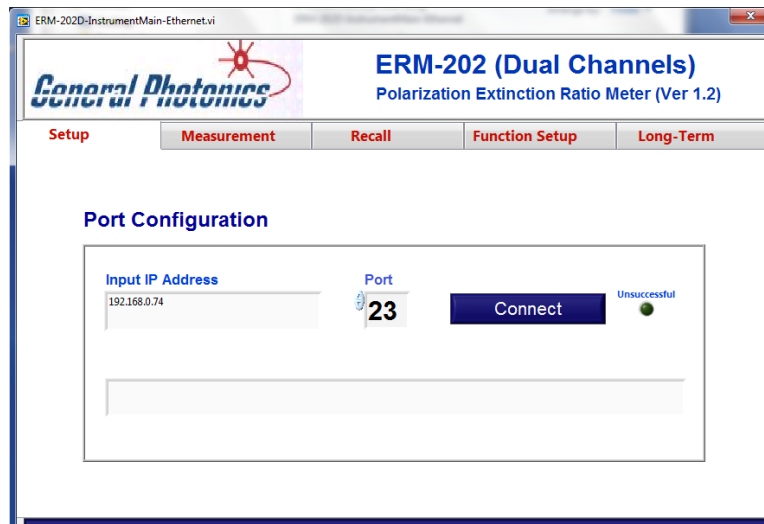 ERM-202D-InstrumentMain-Ethernet.vi
General Photonics
ERM-202 (Dual Channels)
Polarization Extinction Ratio Meter (Ver 1.2)
Setup
Measurement
Recall
Function Setup
Long-Term
Port Configuration
Input IP Address
Port
192.168.0.74
23
Connect
Unsuccessful